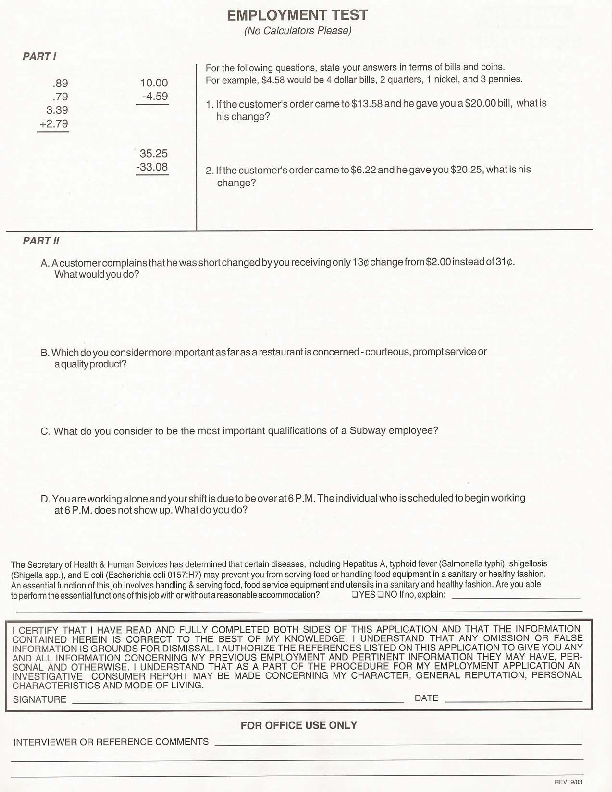 EMPLOYMENT TEST
(No Calculators Please)
PART I
.89
.79
3.39
+2.79
10.00
-4.59
35.25
-33.08
For the following questions, state your answers in terms of bills and coins.
For example, $4.58 would be 4 dollar bills, 2 quarters, 1 nickel, and 3 pennies.
1. If the customer's order came to $13.58 and he gave you a $20.00 bill, what is
his change?
2. If the customer's order came to $6.22 and he gave you $20.25, what is his
change?
PART II
A. A customer complains that he was short changed by you receiving only 13¢ change from $2.00 instead of 31¢.
What would you do?
B. Which do you consider more important as far as a restaurant is concerned - courteous, prompt service or
a quality product?
C. What do you consider to be the most important qualifications of a Subway employee?
D. You are working alone and your shift is due to be over at 6 P.M. The individual who is scheduled to begin working
at 6 P.M. does not show up. What do you do?
The Secretary of Health & Human Services has determined that certain diseases, including Hepatitus A, typhoid fever (Salmonella typhi), shigellosis
(Shigella spp.), and E coli (Escherichia coli 0157:H7) may prevent you from serving food or handling food equipment in a sanitary or healthy fashion.
An essential function of this job involves handling & serving food, food service equipment and utensils in a sanitary and healthy fashion. Are you able
to perform the essential functions of this job with or without a reasonable accommodation? ☐YES ☐NO If no, explain:
I CERTIFY THAT I HAVE READ AND FULLY COMPLETED BOTH SIDES OF THIS APPLICATION AND THAT THE INFORMATION
CONTAINED HEREIN IS CORRECT TO THE BEST OF MY KNOWLEDGE. I UNDERSTAND THAT ANY OMISSION OR FALSE
INFORMATION IS GROUNDS FOR DISMISSAL. I AUTHORIZE THE REFERENCES LISTED ON THIS APPLICATION TO GIVE YOU ANY
AND ALL INFORMATION CONCERNING MY PREVIOUS EMPLOYMENT AND PERTINENT INFORMATION THEY MAY HAVE, PER-
SONAL AND OTHERWISE. I UNDERSTAND THAT AS A PART OF THE PROCEDURE FOR MY EMPLOYMENT APPLICATION AN
INVESTIGATIVE CONSUMER REPORT MAY BE MADE CONCERNING MY CHARACTER, GENERAL REPUTATION, PERSONAL
CHARACTERISTICS AND MODE OF LIVING.
SIGNATURE DATE
FOR OFFICE USE ONLY
INTERVIEWER OR REFERENCE COMMENTS
REV. 9/03